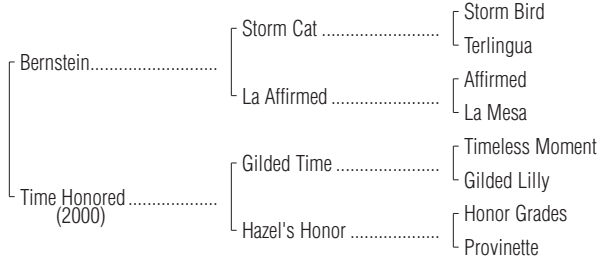 Storm Bird
Storm Cat ........................
Terlingua
Bernstein..........................
Affirmed
La Affirmed ......................
La Mesa
Timeless Moment
Gilded Time .....................
Gilded Lilly
Time Honored ..................
(2000)
Honor Grades
Hazel's Honor ..................
Provinette